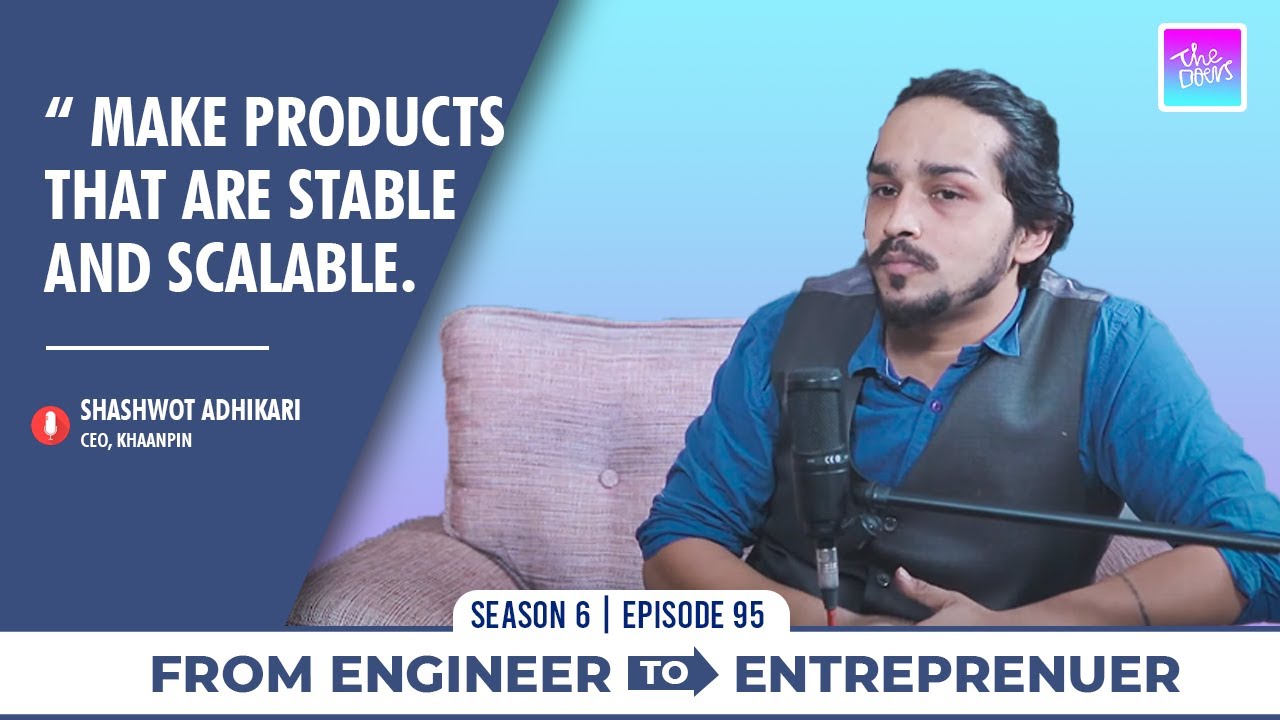 “ MAKE PRODUCTS
THAT ARE STABLE
AND SCALABLE.
SHASHWOT ADHIKARI
CEO, KHAANPIN
The
DOERS
CE
SEASON 6 | EPISODE 95
FROM ENGINEER TO ENTREPRENUER